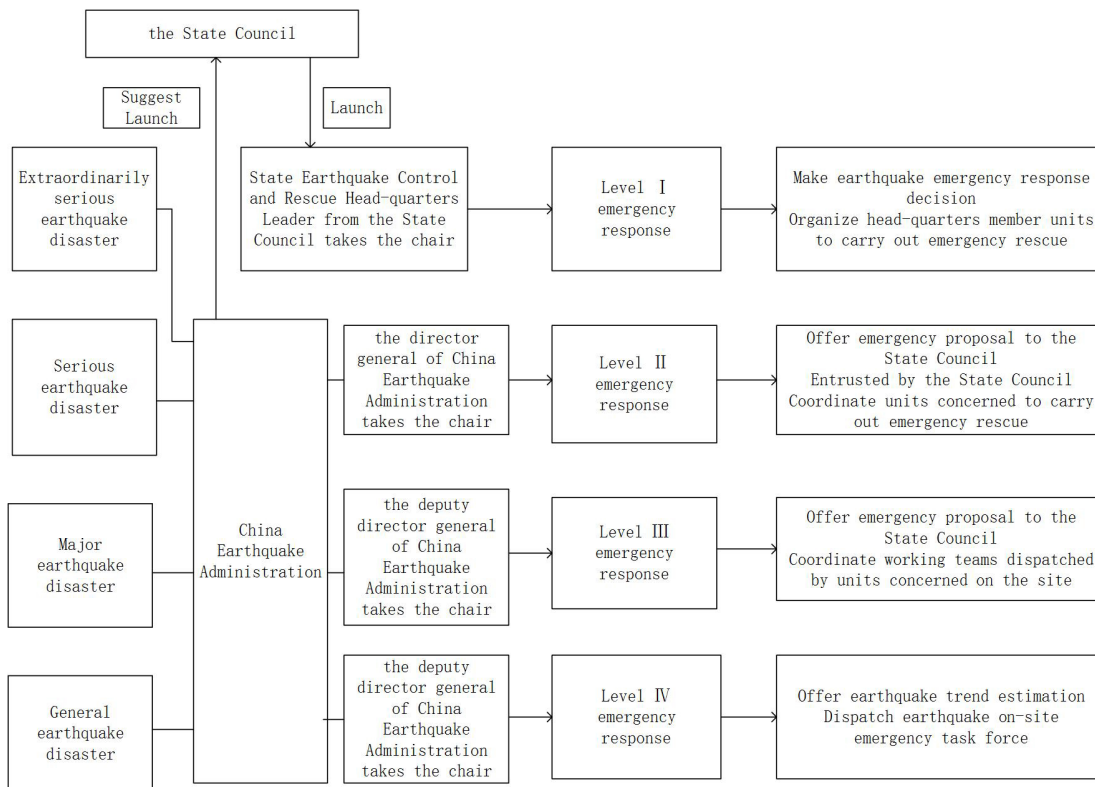 the State Council
Suggest
Launch
Launch
Extraordinarily
serious
earthquake
disaster
State Earthquake Control
and Rescue Head-quarters
Leader from the State
Council takes the chair
Level Ⅰ
emergency
response
Make earthquake emergency response
decision
Organize head-quarters member units
to carry out emergency rescue
Serious
earthquake
disaster
the director
general of China
Earthquake
Administration
takes the chair
Level Ⅱ
emergency
response
Offer emergency proposal to the
State Council
Entrusted by the State Council
Coordinate units concerned to carry
out emergency rescue
Major
earthquake
disaster
China
Earthquake
Administration
the deputy
director general
of China
Earthquake
Administration
takes the chair
Level Ⅲ
emergency
response
Offer emergency proposal to the
State Council
Coordinate working teams dispatched
by units concerned on the site
General
earthquake
disaster
the deputy
director general
of China
Earthquake
Administration
takes the chair
Level Ⅳ
emergency
response
Offer earthquake trend estimation
Dispatch earthquake on-site
emergency task force